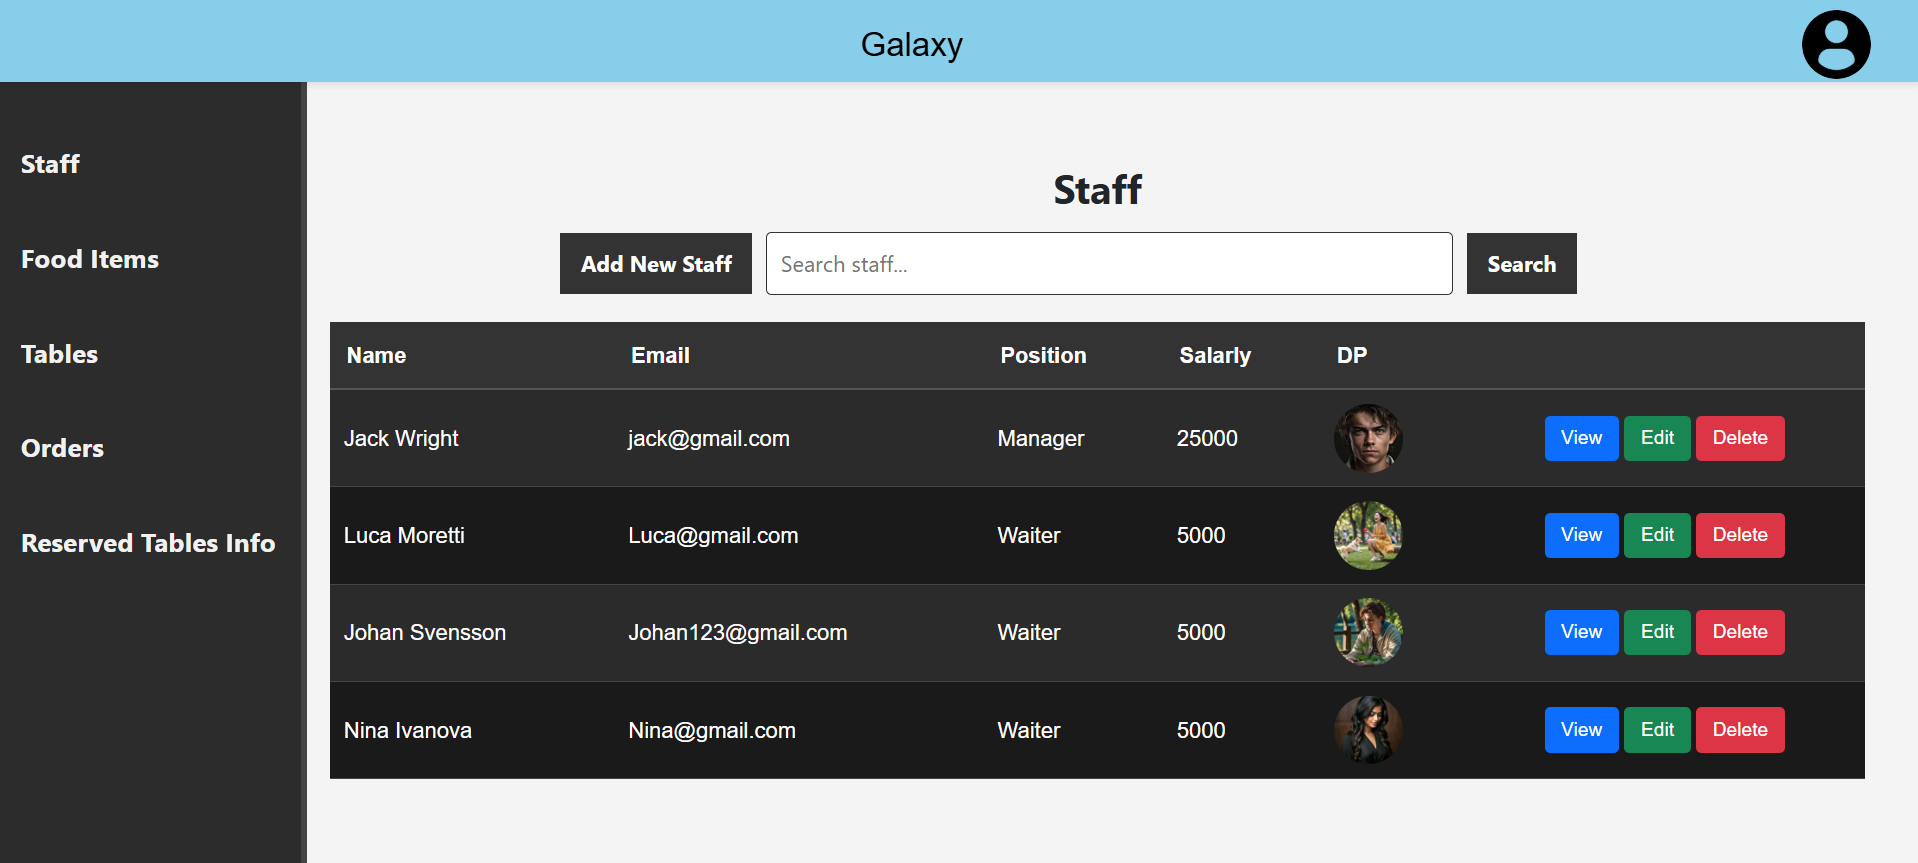 Galaxy
Staff
Food Items
Tables
Orders
Reserved Tables Info
Staff
Add New Staff Search staff... Search
Name Email Position Salarly DP
Jack Wright jack@gmail.com Manager 25000 View Edit Delete
Luca Moretti Luca@gmail.com Waiter 5000 View Edit Delete
Johan Svensson Johan123@gmail.com Waiter 5000 View Edit Delete
Nina Ivanova Nina@gmail.com Waiter 5000 View Edit Delete